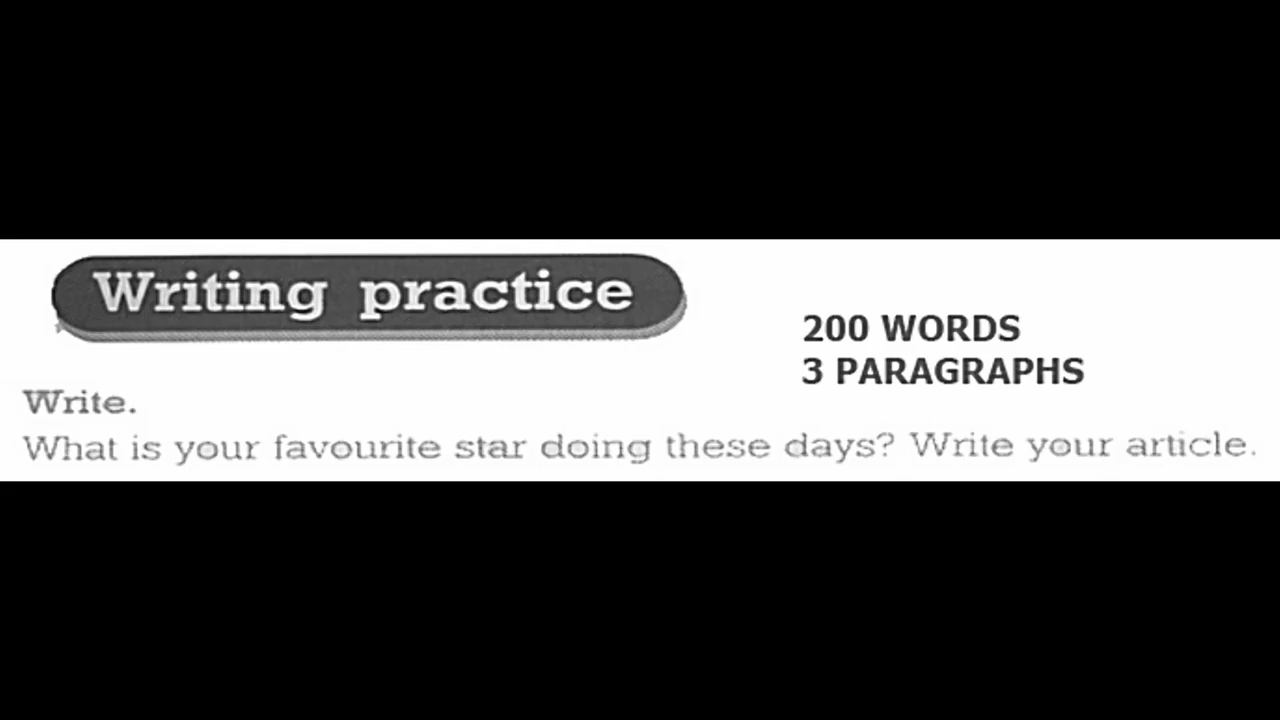 Writing practice
200 WORDS
3 PARAGRAPHS
Write.
What is your favourite star doing these days? Write your article.